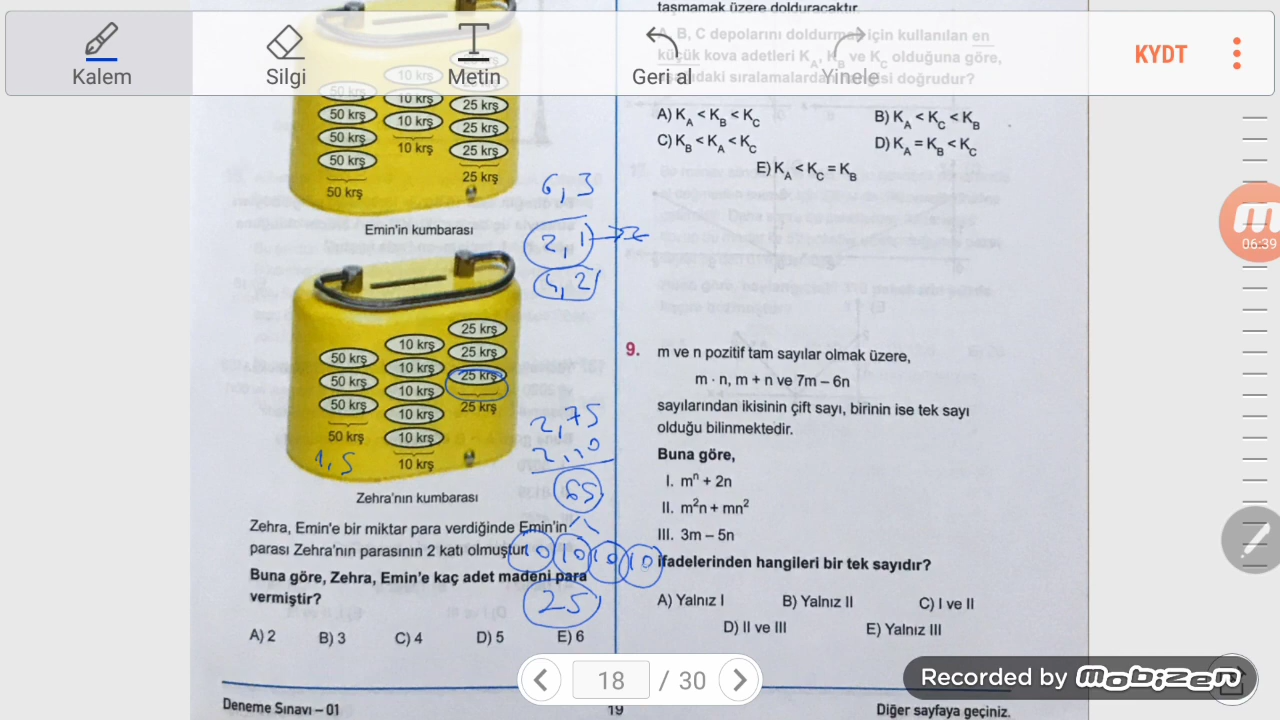 Kalem
Silgi
Metin
Geri al
Yinele
KYDT
10 krş
50 krş
10 krş
25 krş
50 krş
10 krş
25 krş
50 krş
10 krş
25 krş
50 krş
25 krş
50 krş
Emin'in kumbarası
25 krş
10 krş
50 krş
25 krş
10 krş
50 krş
25 krş
10 krş
50 krş
25 krş
10 krş
50 krş
10 krş
1,5
10 krş
Zehra'nın kumbarası
6,3
2,1
4,2
2,75
2,10
65
10 10 10 10
25
Zehra, Emin'e bir miktar para verdiğinde Emin'in
parası Zehra'nın parasının 2 katı olmuştur.
Buna göre, Zehra, Emin'e kaç adet madeni para
vermiştir?
A) 2 B) 3 C) 4 D) 5 E) 6
Deneme Sınavı – 01
19
taşmamak üzere dolduracaktır.
A, B, C depolarını doldurmak için kullanılan en
küçük kova adetleri K_A, K_B ve K_C olduğuna göre,
hangisi doğrudur?
A) K_A < K_B < K_C B) K_A < K_C < K_B
C) K_B < K_A < K_C D) K_A = K_B < K_C
E) K_A < K_C = K_B
9. m ve n pozitif tam sayılar olmak üzere,
m · n, m + n ve 7m – 6n
sayılarından ikisinin çift sayı, birinin ise tek sayı
olduğu bilinmektedir.
Buna göre,
I. mⁿ + 2n
II. m²n + mn²
III. 3m – 5n
ifadelerinden hangileri bir tek sayıdır?
A) Yalnız I B) Yalnız II C) I ve II
D) II ve III E) Yalnız III
Diğer sayfaya geçiniz.
18 / 30
06:39
Recorded by mobizen